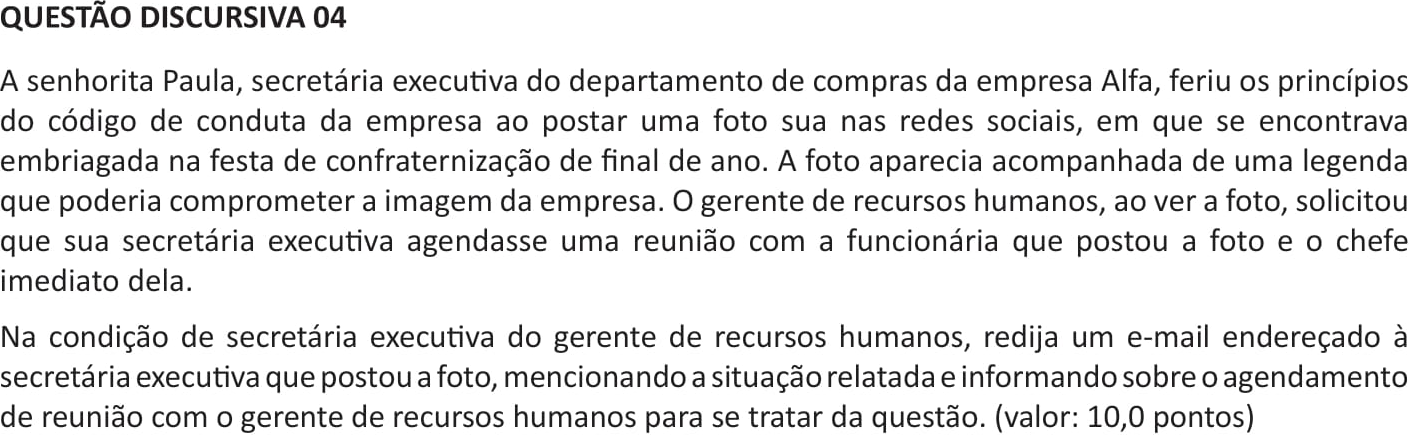 QUESTÃO DISCURSIVA 04
A senhorita Paula, secretária executiva do departamento de compras da empresa Alfa, feriu os princípios
do código de conduta da empresa ao postar uma foto sua nas redes sociais, em que se encontrava
embriagada na festa de confraternização de final de ano. A foto aparecia acompanhada de uma legenda
que poderia comprometer a imagem da empresa. O gerente de recursos humanos, ao ver a foto, solicitou
que sua secretária executiva agendasse uma reunião com a funcionária que postou a foto e o chefe
imediato dela.
Na condição de secretária executiva do gerente de recursos humanos, redija um e-mail endereçado à
secretária executiva que postou a foto, mencionando a situação relatada e informando sobre o agendamento
de reunião com o gerente de recursos humanos para se tratar da questão. (valor: 10,0 pontos)